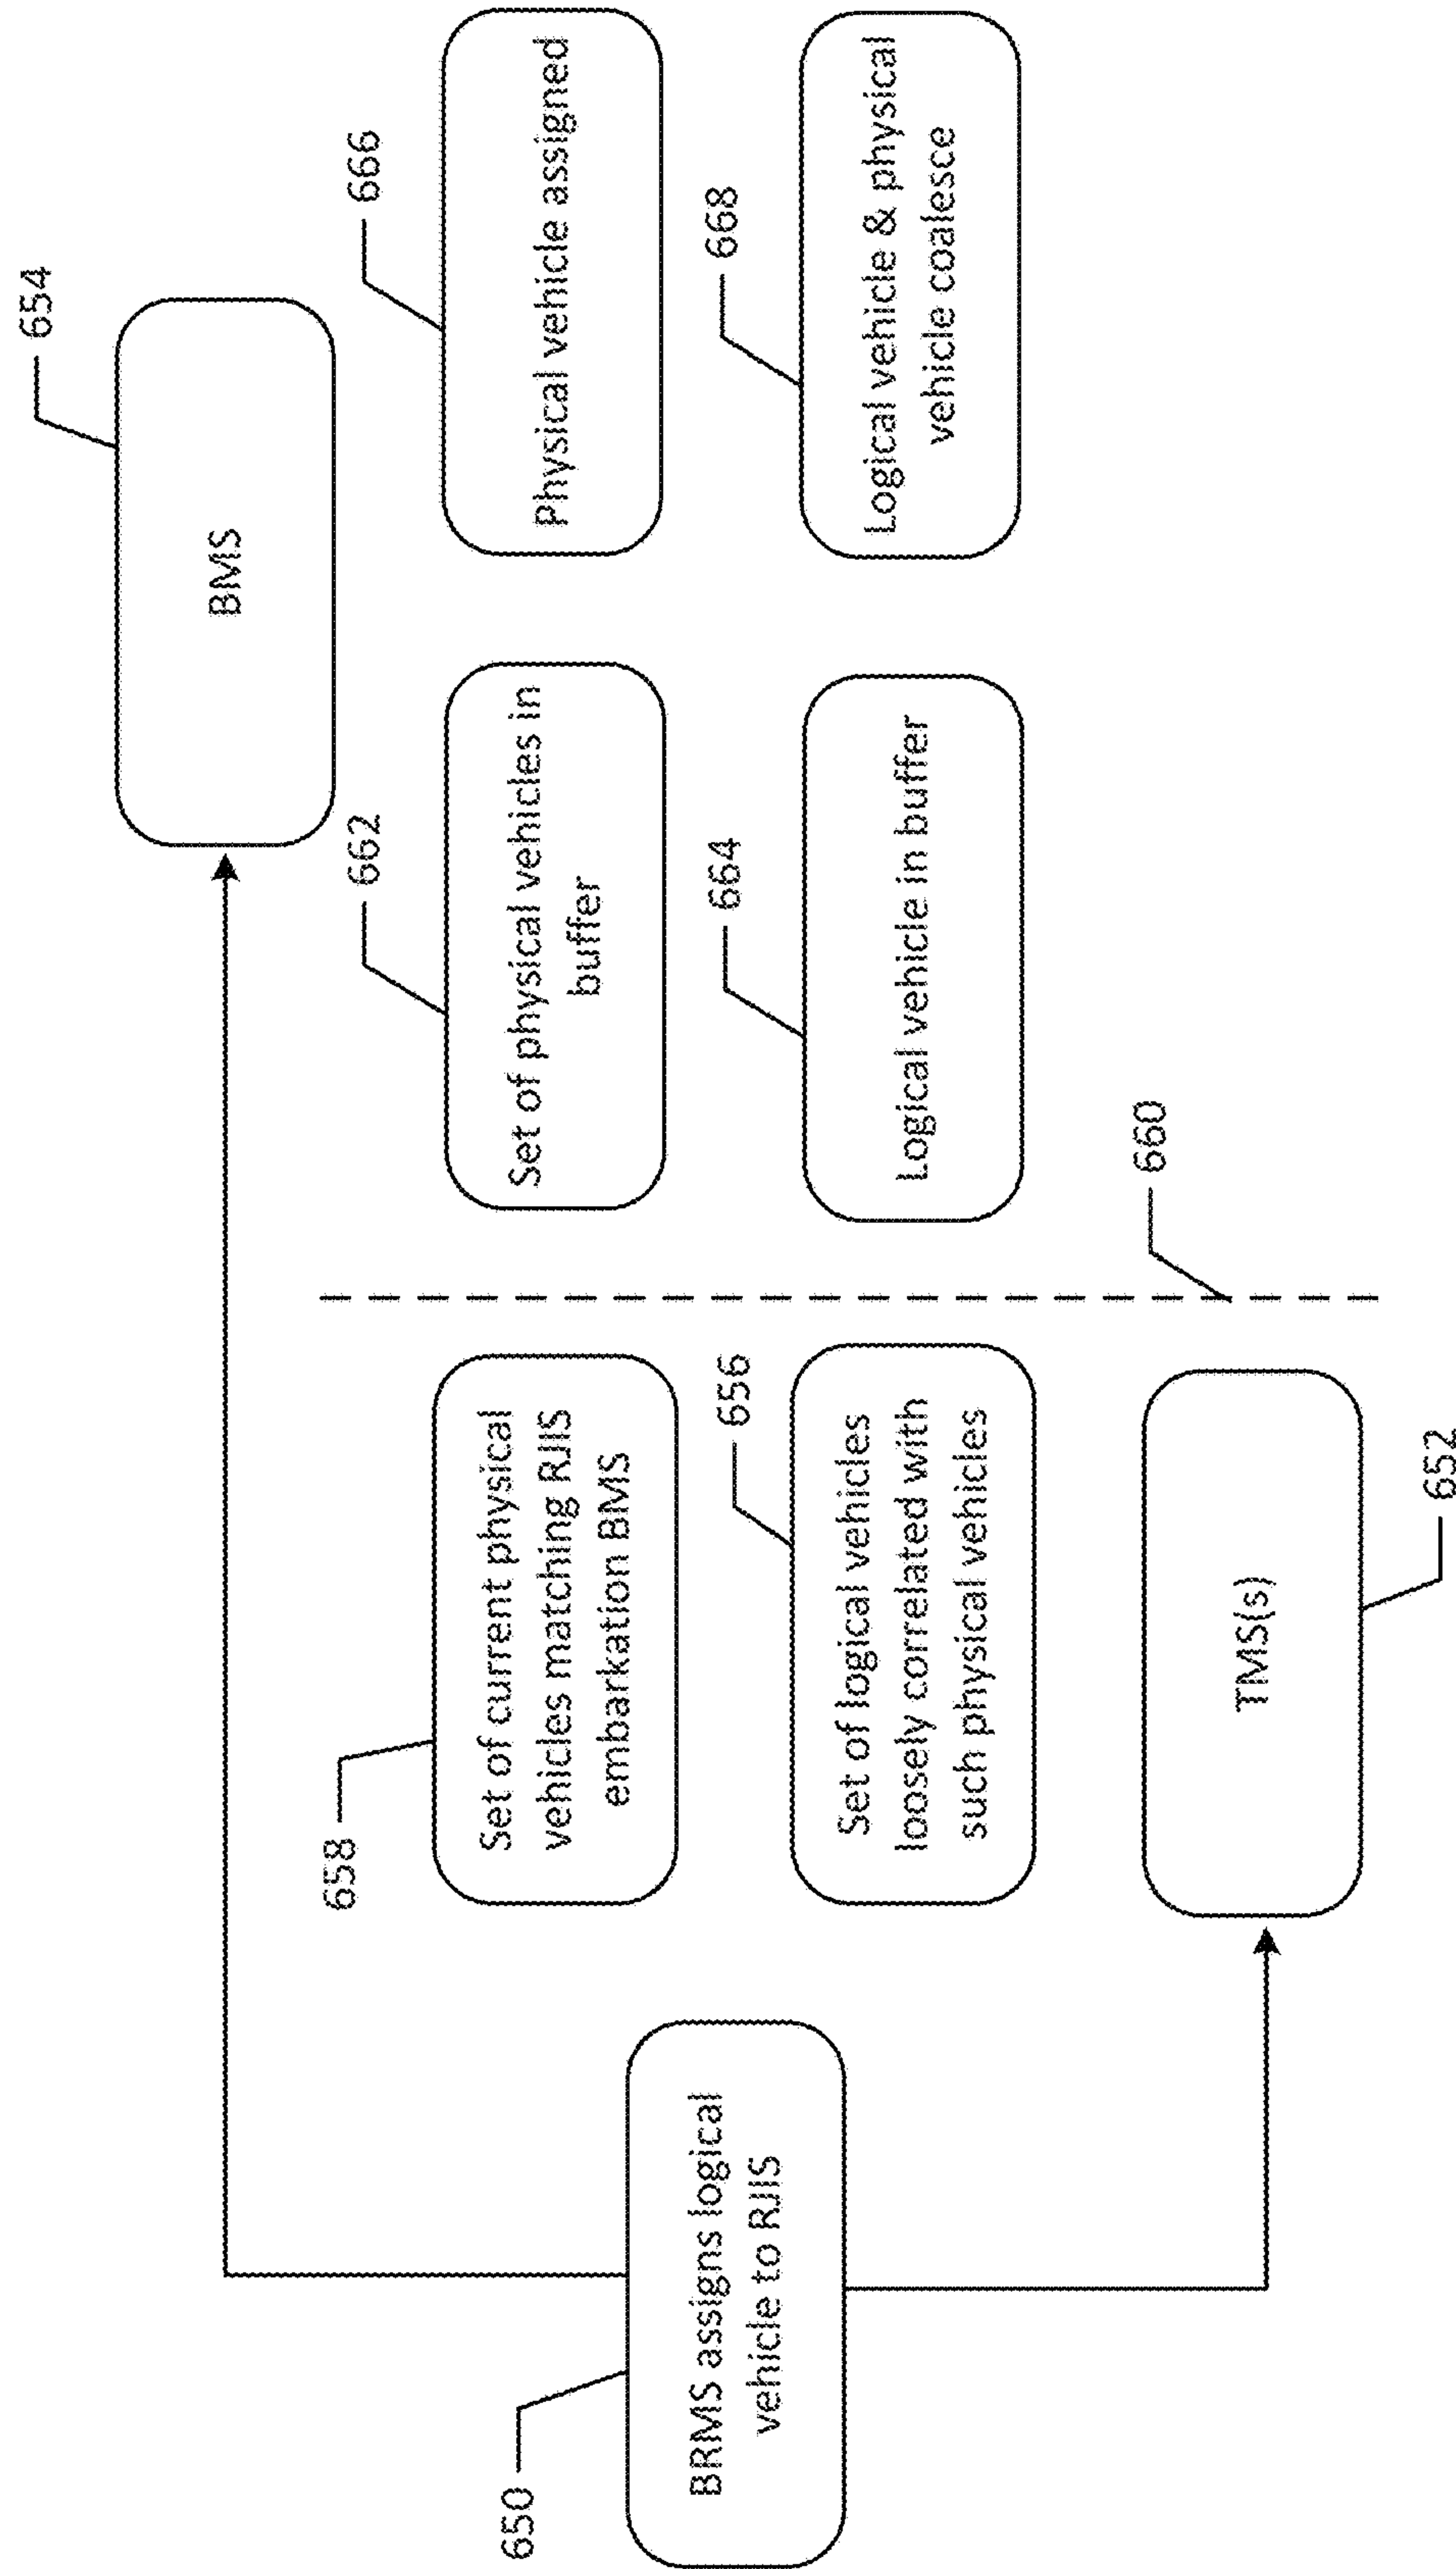 650
BRMS assigns logical
vehicle to RJIS
654
BMS
658
Set of current physical
vehicles matching RJIS
embarkation BMS
662
Set of physical vehicles in
buffer
666
Physical vehicle assigned
656
Set of logical vehicles
loosely correlated with
such physical vehicles
664
Logical vehicle in buffer
668
Logical vehicle & physical
vehicle coalesce
660
TMS(s)
652